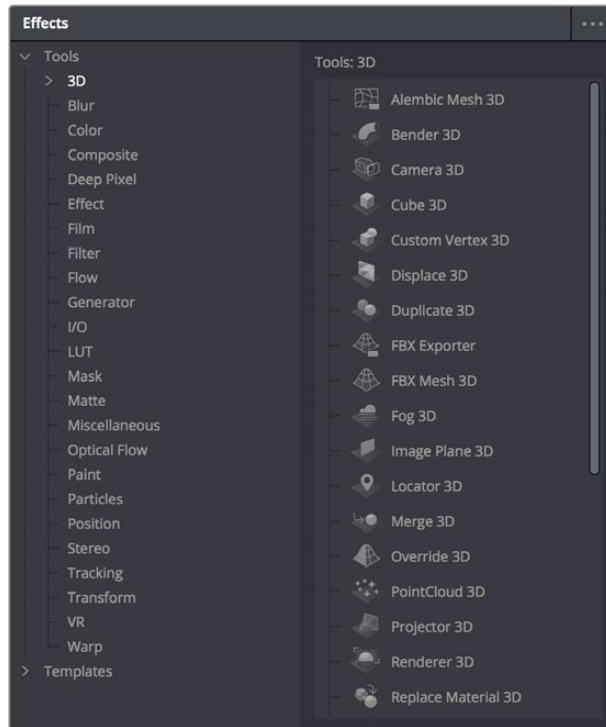 Effects
Tools
3D
Blur
Color
Composite
Deep Pixel
Effect
Film
Filter
Flow
Generator
I/O
LUT
Mask
Matte
Miscellaneous
Optical Flow
Paint
Particles
Position
Stereo
Tracking
Transform
VR
Warp
Templates
Tools: 3D
Alembic Mesh 3D
Bender 3D
Camera 3D
Cube 3D
Custom Vertex 3D
Displace 3D
Duplicate 3D
FBX Exporter
FBX Mesh 3D
Fog 3D
Image Plane 3D
Locator 3D
Merge 3D
Override 3D
PointCloud 3D
Projector 3D
Renderer 3D
Replace Material 3D